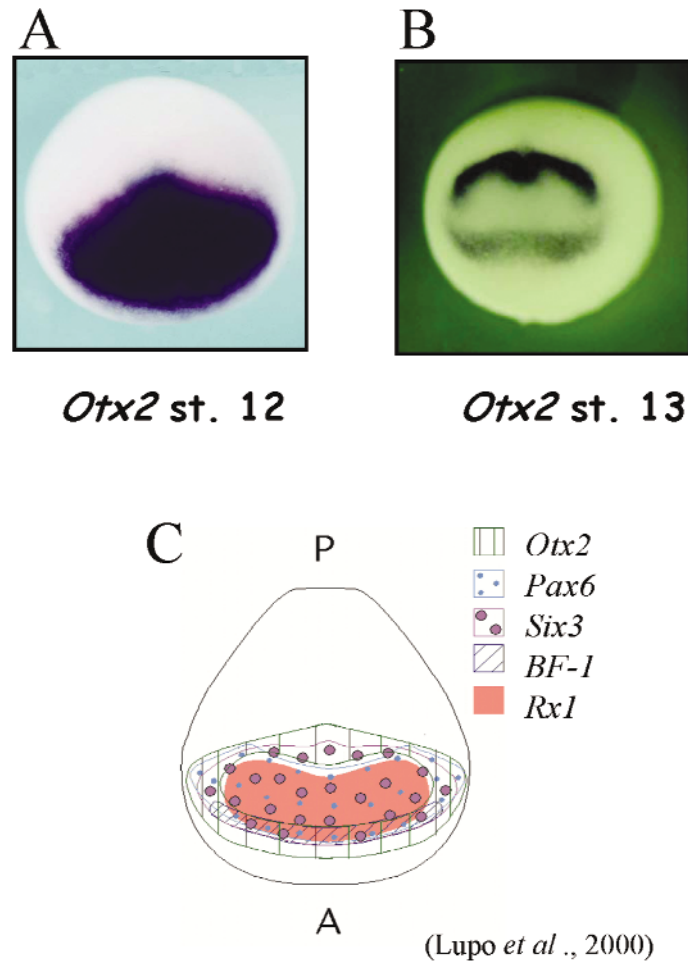 A
B
Otx2 st. 12
Otx2 st. 13
C
P
Otx2
Pax6
Six3
BF-1
Rx1
A
(Lupo et al ., 2000)